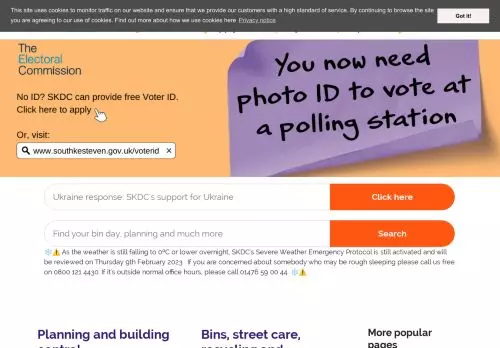 This site uses cookies to monitor traffic on our website and ensure that we provide our customers with a high standard of service. By continuing to browse the site
you are agreeing to our use of cookies. Find out more about how we use cookies here Privacy notice
Got it!
The
Electoral
Commission
No ID? SKDC can provide free Voter ID.
Click here to apply
Or, visit:
www.southkesteven.gov.uk/voterid ×
You now need
photo ID to vote at
a polling station
Ukraine response: SKDC's support for Ukraine
Click here
Find your bin day, planning and much more
Search
❄️⚠️ As the weather is still falling to 0ºC or lower overnight, SKDC's Severe Weather Emergency Protocol is still activated and will
be reviewed on Thursday 9th February 2023. If you are concerned about somebody who may be rough sleeping please call us free
on 0800 121 4430. If it's outside normal office hours, please call 01476 59 00 44. ❄️⚠️
Planning and building
control
Bins, street care,
recycling and
More popular
pages